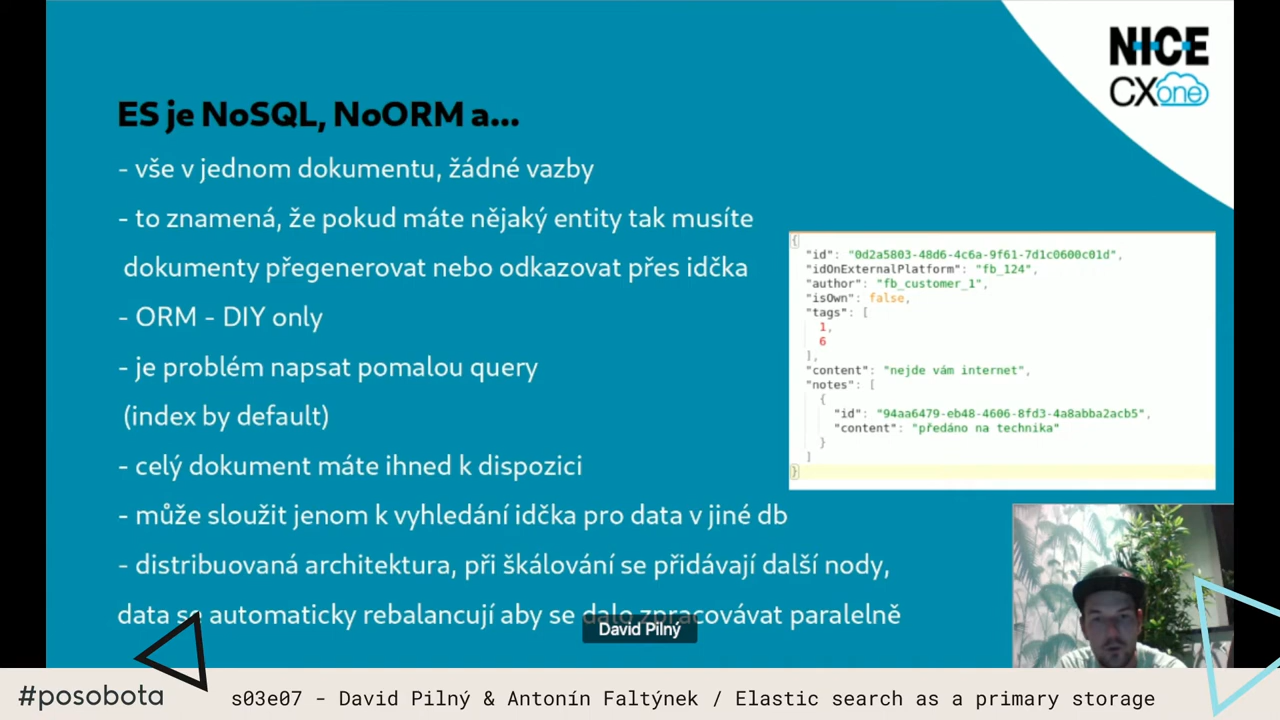 NICE
CXone
ES je NoSQL, NoORM a...
- vše v jednom dokumentu, žádné vazby
- to znamená, že pokud máte nějaký entity tak musíte
dokumenty přegenerovat nebo odkazovat přes idčka
- ORM - DIY only
- je problém napsat pomalou query
(index by default)
- celý dokument máte ihned k dispozici
- může sloužit jenom k vyhledání idčka pro data v jiné db
- distribuovaná architektura, při škálování se přidávají další nody,
data se automaticky rebalancují aby se dalo zpracovávat paralelně
{
"id": "0d2a5803-48d6-4c6a-9f61-7d1c0600c01d",
"idOnExternalPlatform": "fb_124",
"author": "fb_customer_1",
"isOwn": false,
"tags": [
1,
6
],
"content": "nejde vám internet",
"notes": [
{
"id": "94aa6479-eb48-4606-8fd3-4a8abba2acb5",
"content": "předáno na technika"
}
]
}
David Pilný
#posobota
s03e07 - David Pilný & Antonín Faltýnek / Elastic search as a primary storage